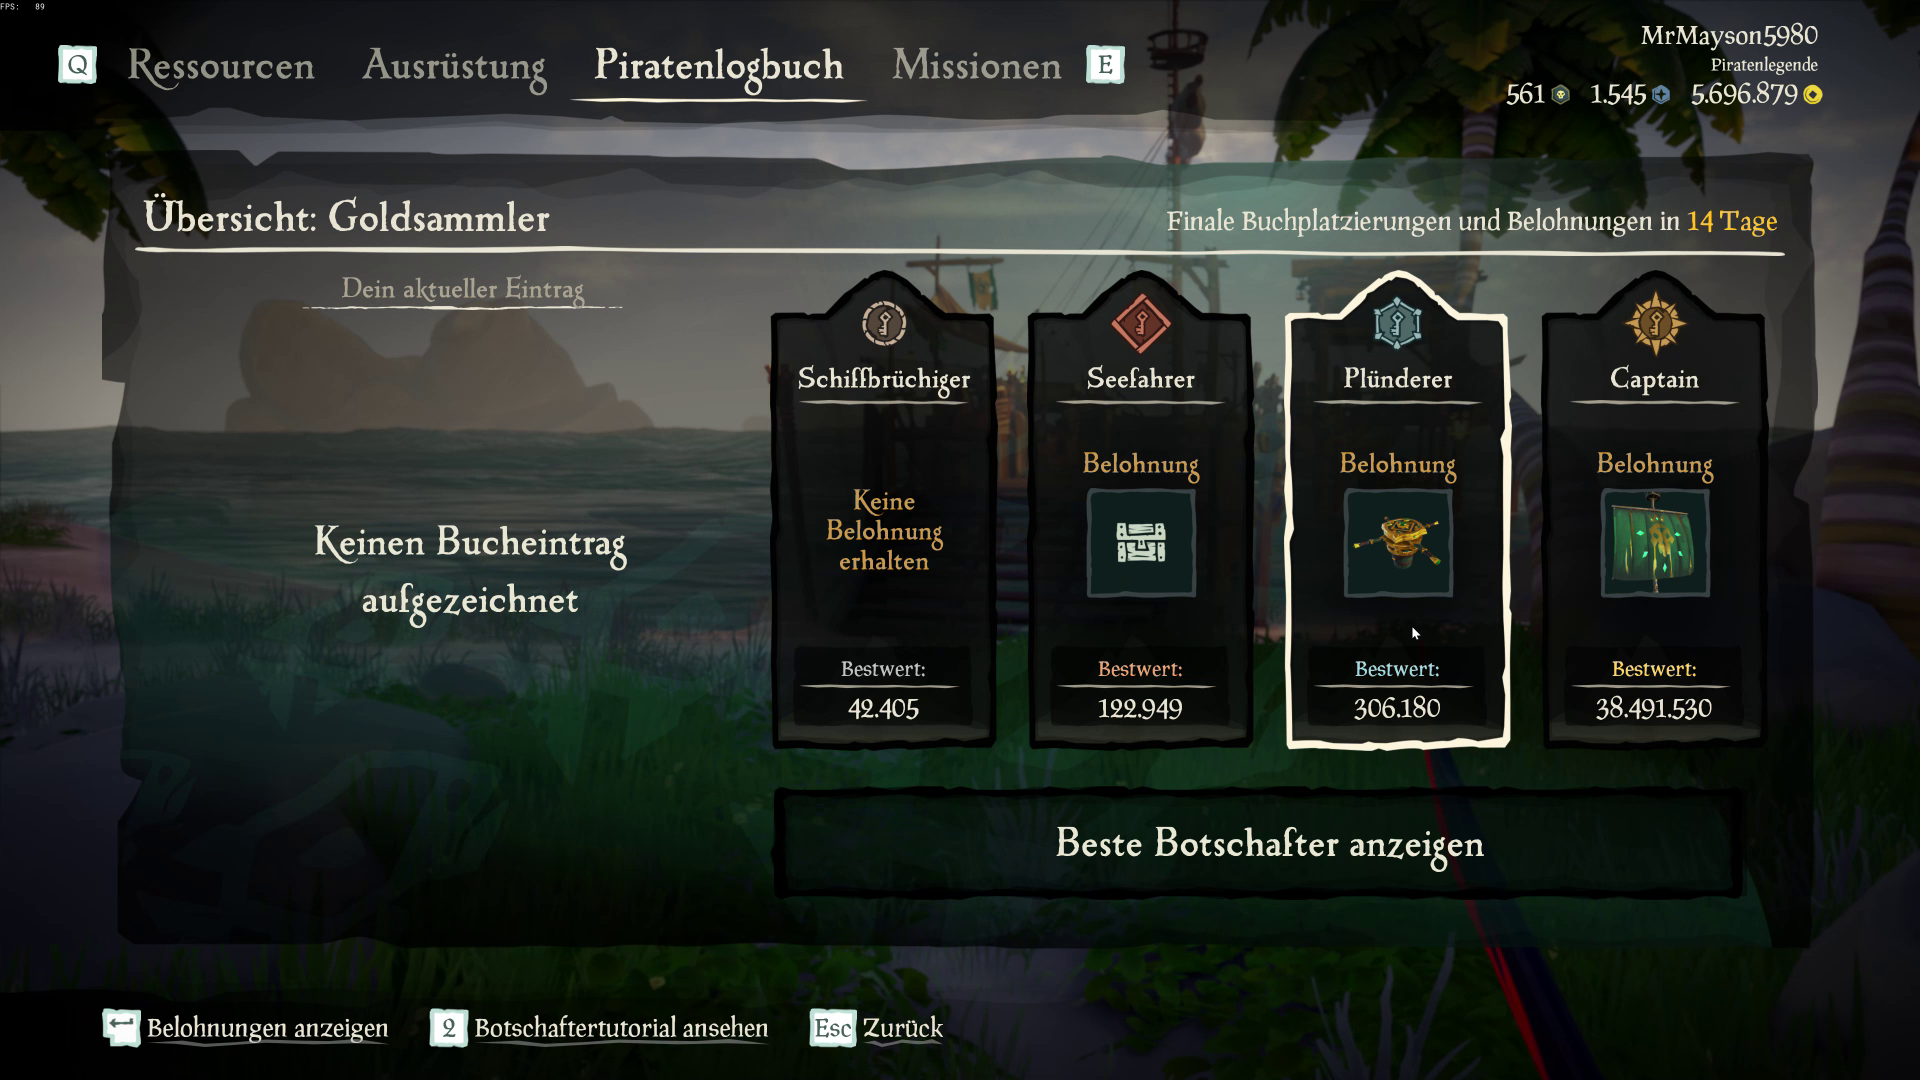 FPS: 89
Q Ressourcen Ausrüstung Piratenlogbuch Missionen E
MrMayson5980
Piratenlegende
561 1.545 5.696.879
Übersicht: Goldsammler
Finale Buchplatzierungen und Belohnungen in 14 Tage
Dein aktueller Eintrag
Keinen Bucheintrag
aufgezeichnet
Schiffbrüchiger
Keine
Belohnung
erhalten
Bestwert:
42.405
Seefahrer
Belohnung
Bestwert:
122.949
Plünderer
Belohnung
Bestwert:
306.180
Captain
Belohnung
Bestwert:
38.491.530
Beste Botschafter anzeigen
Belohnungen anzeigen 2 Botschaftertutorial ansehen Esc Zurück